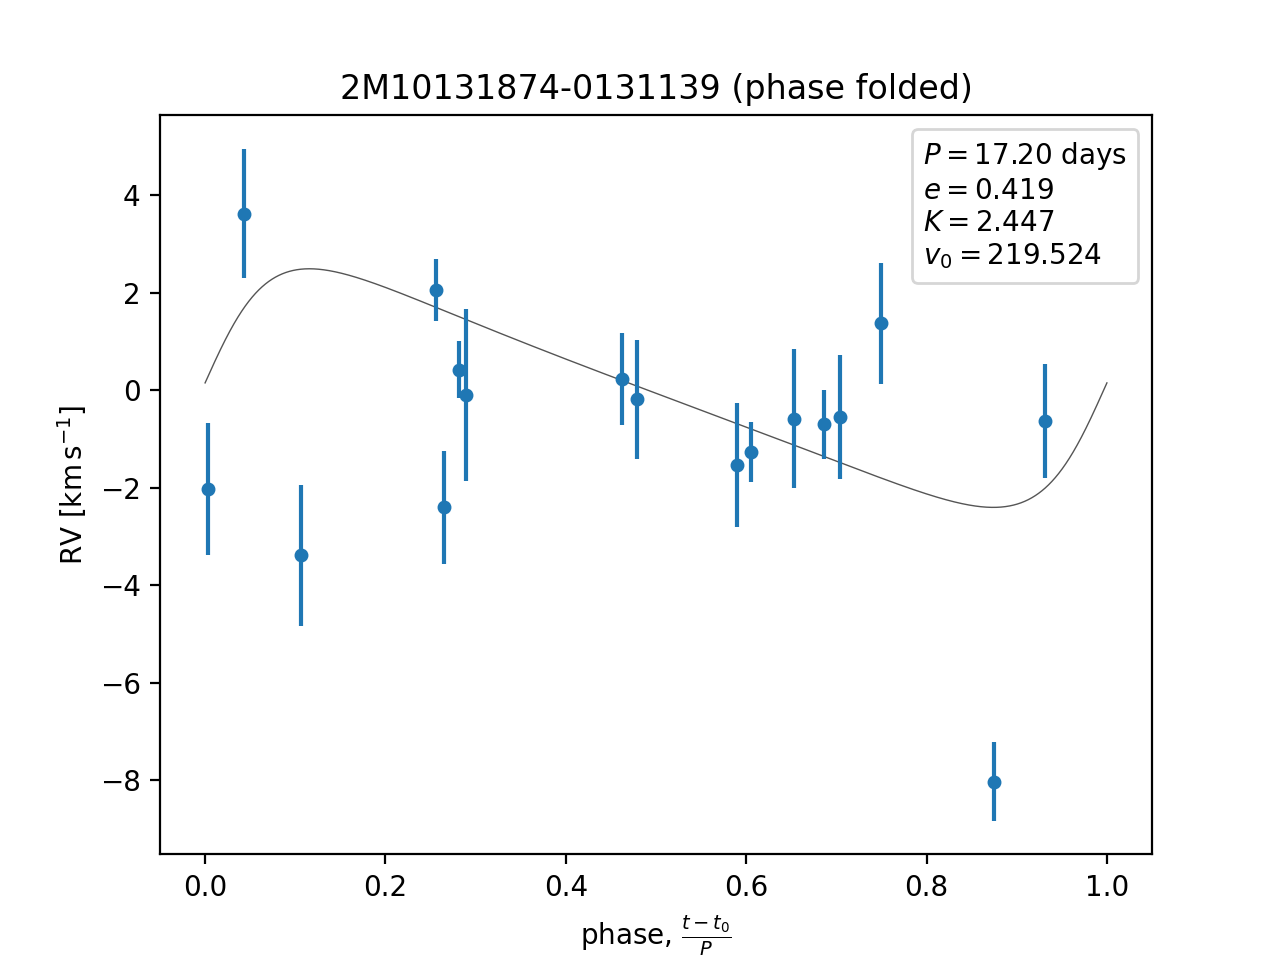 2M10131874-0131139 (phase folded)
P = 17.20 days
e = 0.419
K = 2.447
v₀ = 219.524
RV [km s⁻¹]
4
2
0
−2
−4
−6
−8
0.0 0.2 0.4 0.6 0.8 1.0
phase, (t − t₀)/P